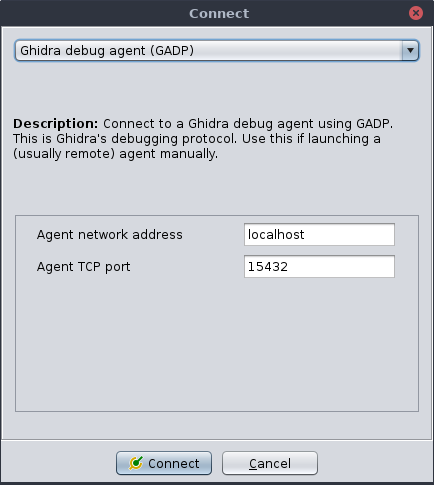 Connect
Ghidra debug agent (GADP)
Description: Connect to a Ghidra debug agent using GADP.
This is Ghidra's debugging protocol. Use this if launching a
(usually remote) agent manually.
Agent network address localhost
Agent TCP port 15432
Connect Cancel